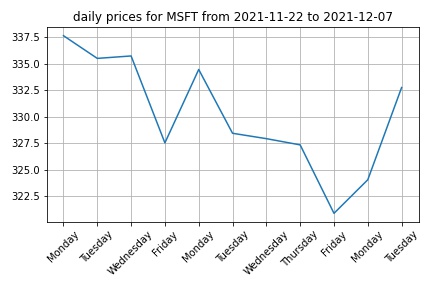 daily prices for MSFT from 2021-11-22 to 2021-12-07
337.5
335.0
332.5
330.0
327.5
325.0
322.5
Monday
Tuesday
Wednesday
Friday
Monday
Tuesday
Wednesday
Thursday
Friday
Monday
Tuesday